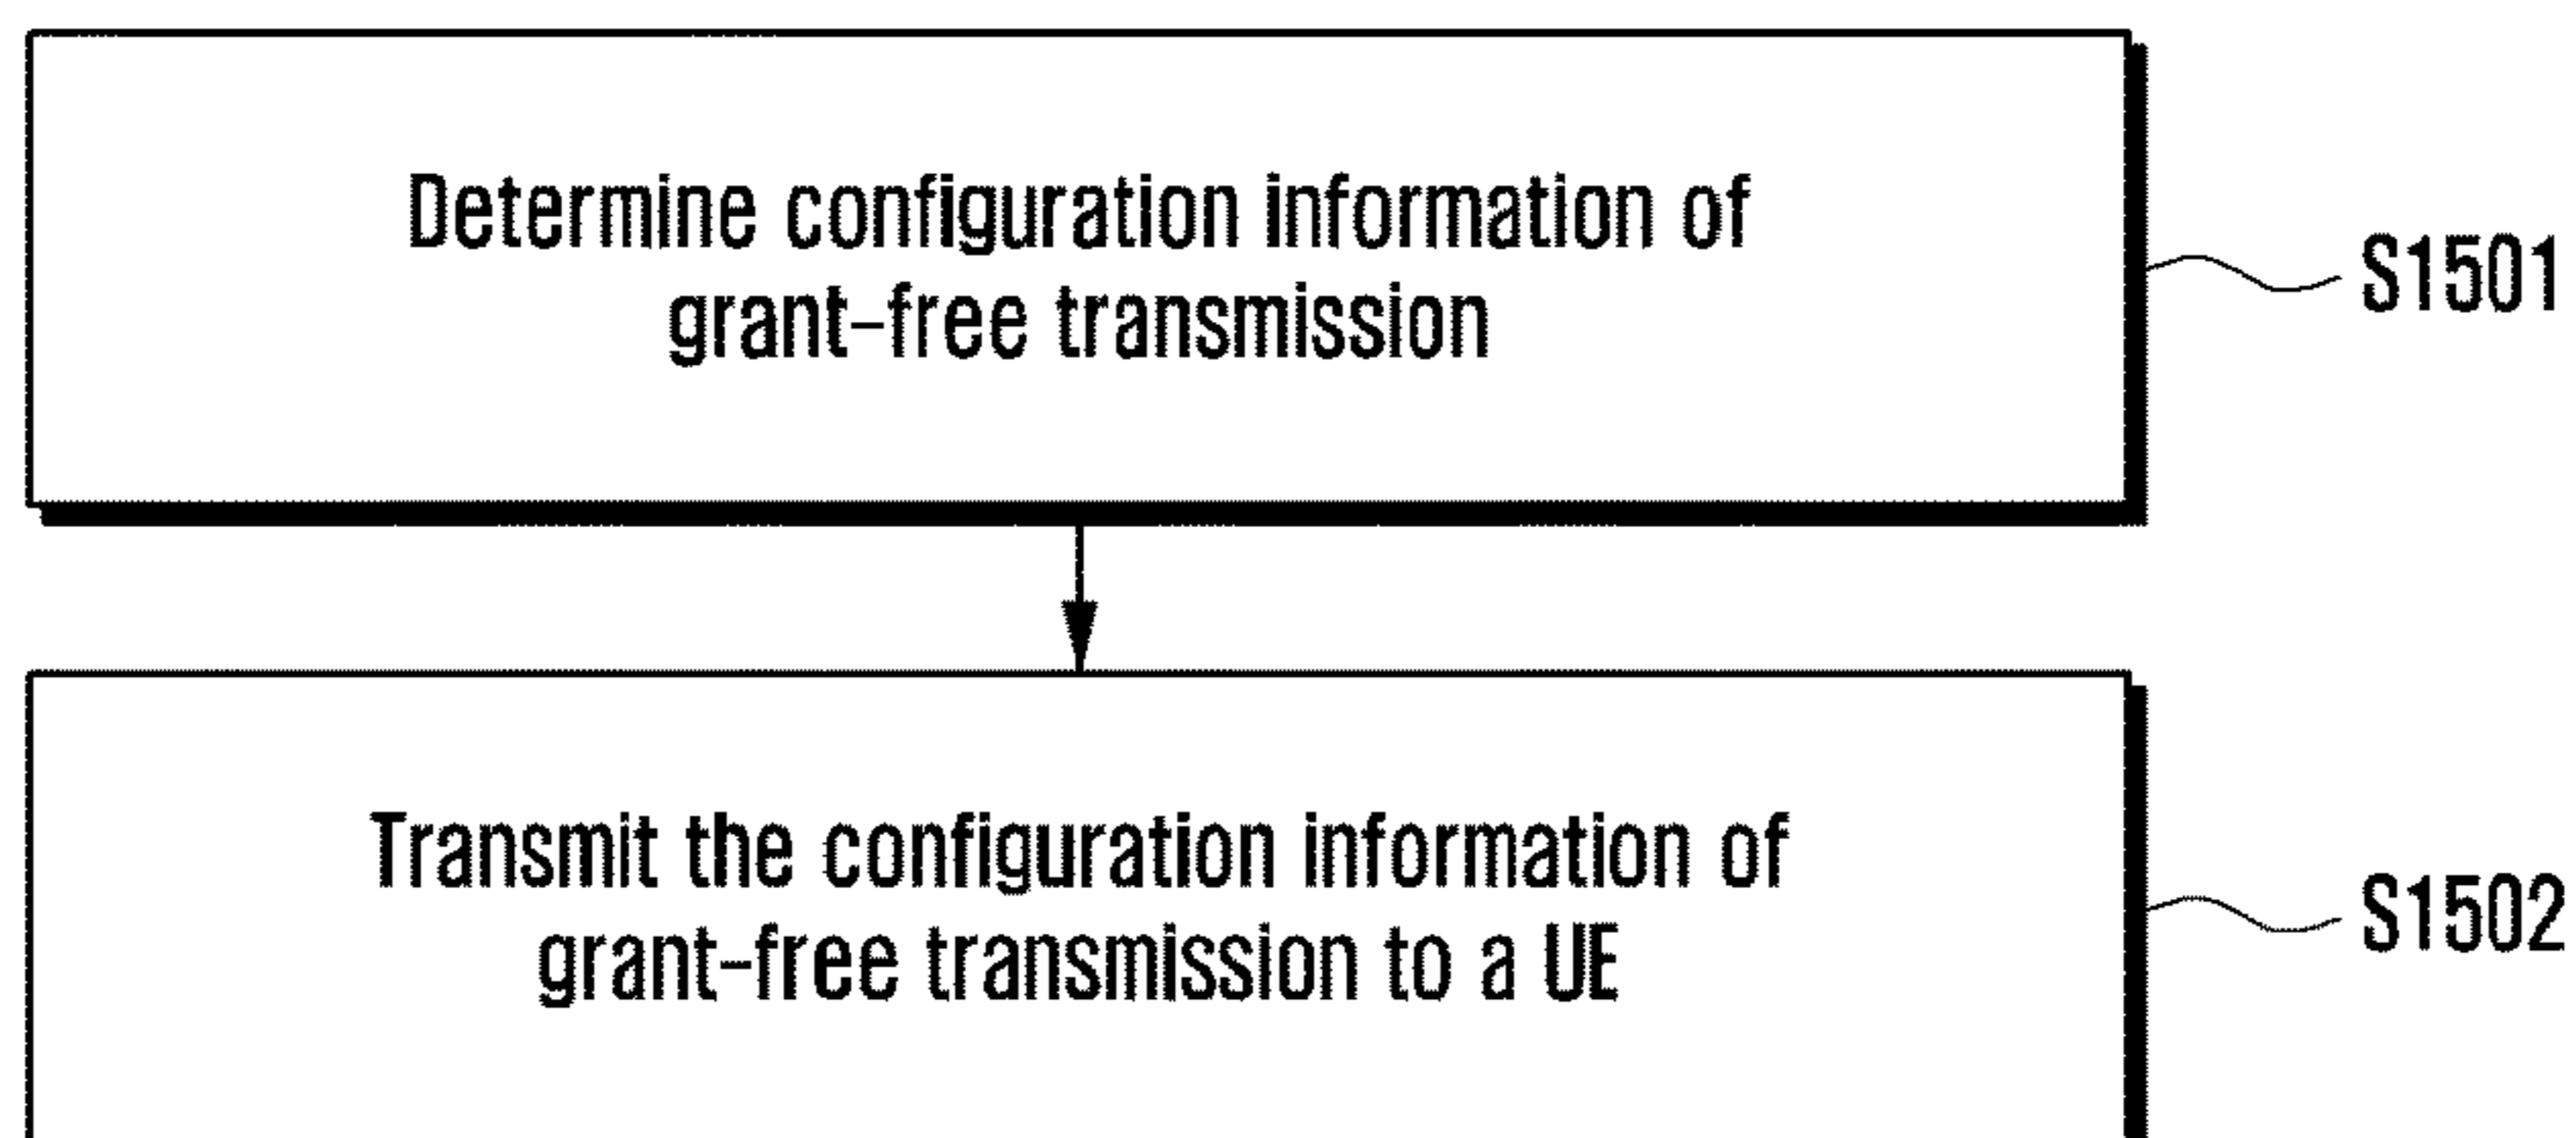 Determine configuration information of
grant-free transmission
S1501
Transmit the configuration information of
grant-free transmission to a UE
S1502